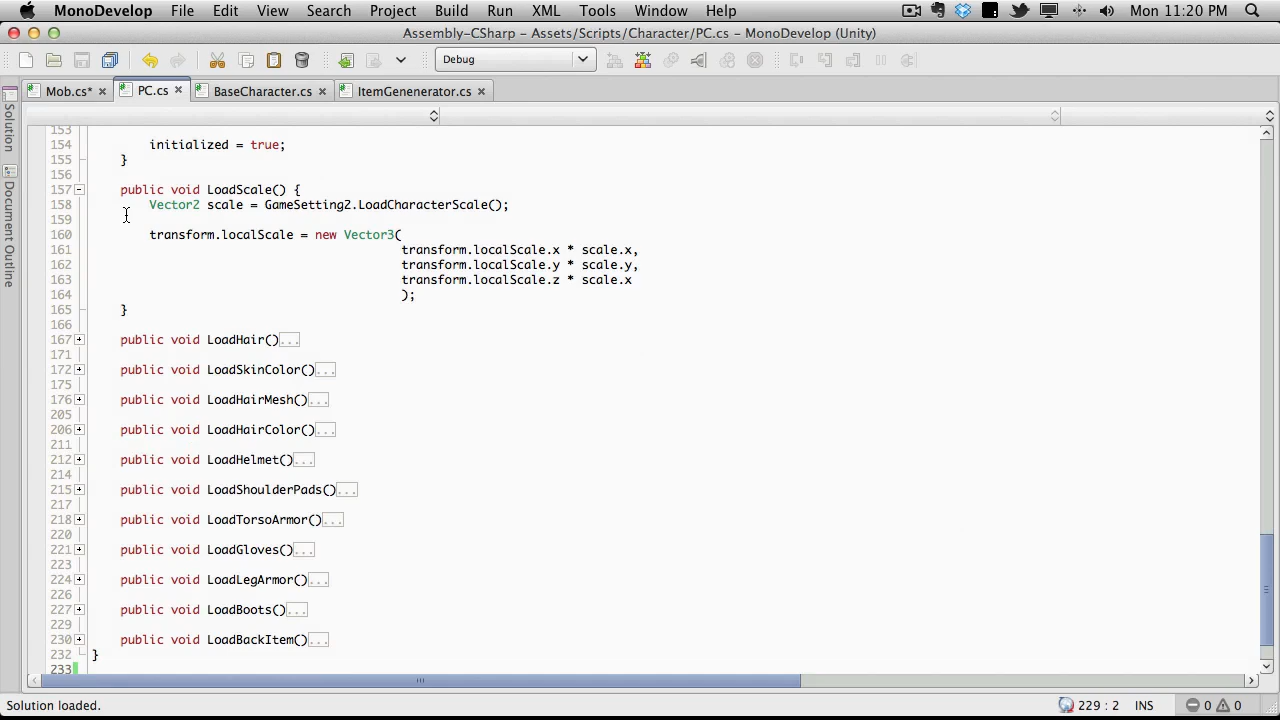 MonoDevelop File Edit View Search Project Build Run XML Tools Window Help Mon 11:20 PM
Assembly-CSharp – Assets/Scripts/Character/PC.cs – MonoDevelop (Unity)
Debug
Mob.cs* PC.cs BaseCharacter.cs ItemGenenerator.cs
Solution
Document Outline
153
154 initialized = true;
155 }
156
157 public void LoadScale() {
158 Vector2 scale = GameSetting2.LoadCharacterScale();
159
160 transform.localScale = new Vector3(
161 transform.localScale.x * scale.x,
162 transform.localScale.y * scale.y,
163 transform.localScale.z * scale.x
164 );
165 }
166
167 public void LoadHair()...
171
172 public void LoadSkinColor()...
175
176 public void LoadHairMesh()...
205
206 public void LoadHairColor()...
211
212 public void LoadHelmet()...
214
215 public void LoadShoulderPads()...
217
218 public void LoadTorsoArmor()...
220
221 public void LoadGloves()...
223
224 public void LoadLegArmor()...
226
227 public void LoadBoots()...
229
230 public void LoadBackItem()...
232 }
233
Solution loaded. 229 : 2 INS 0 0